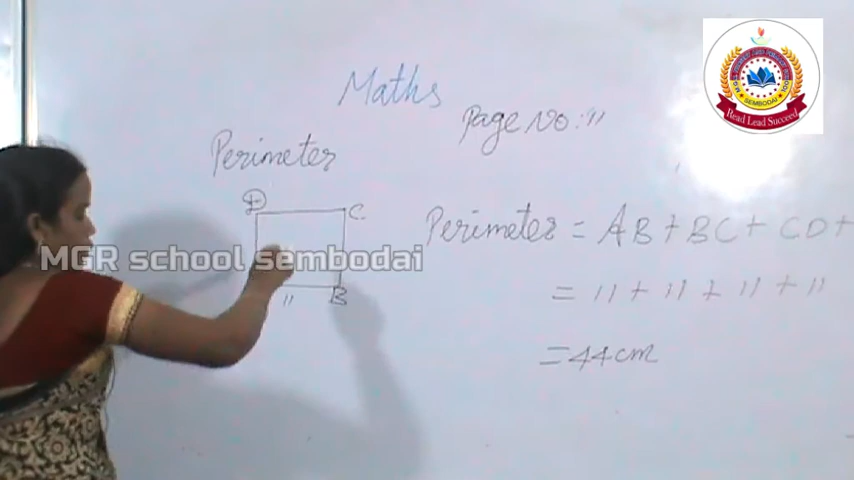 Maths
Page No: 11
Perimeter
D
C
Perimeter = AB + BC + CD +
MGR school sembodai
B
11
= 11 + 11 + 11 + 11
= 44 cm
SEMBODAI
Read Lead Succeed